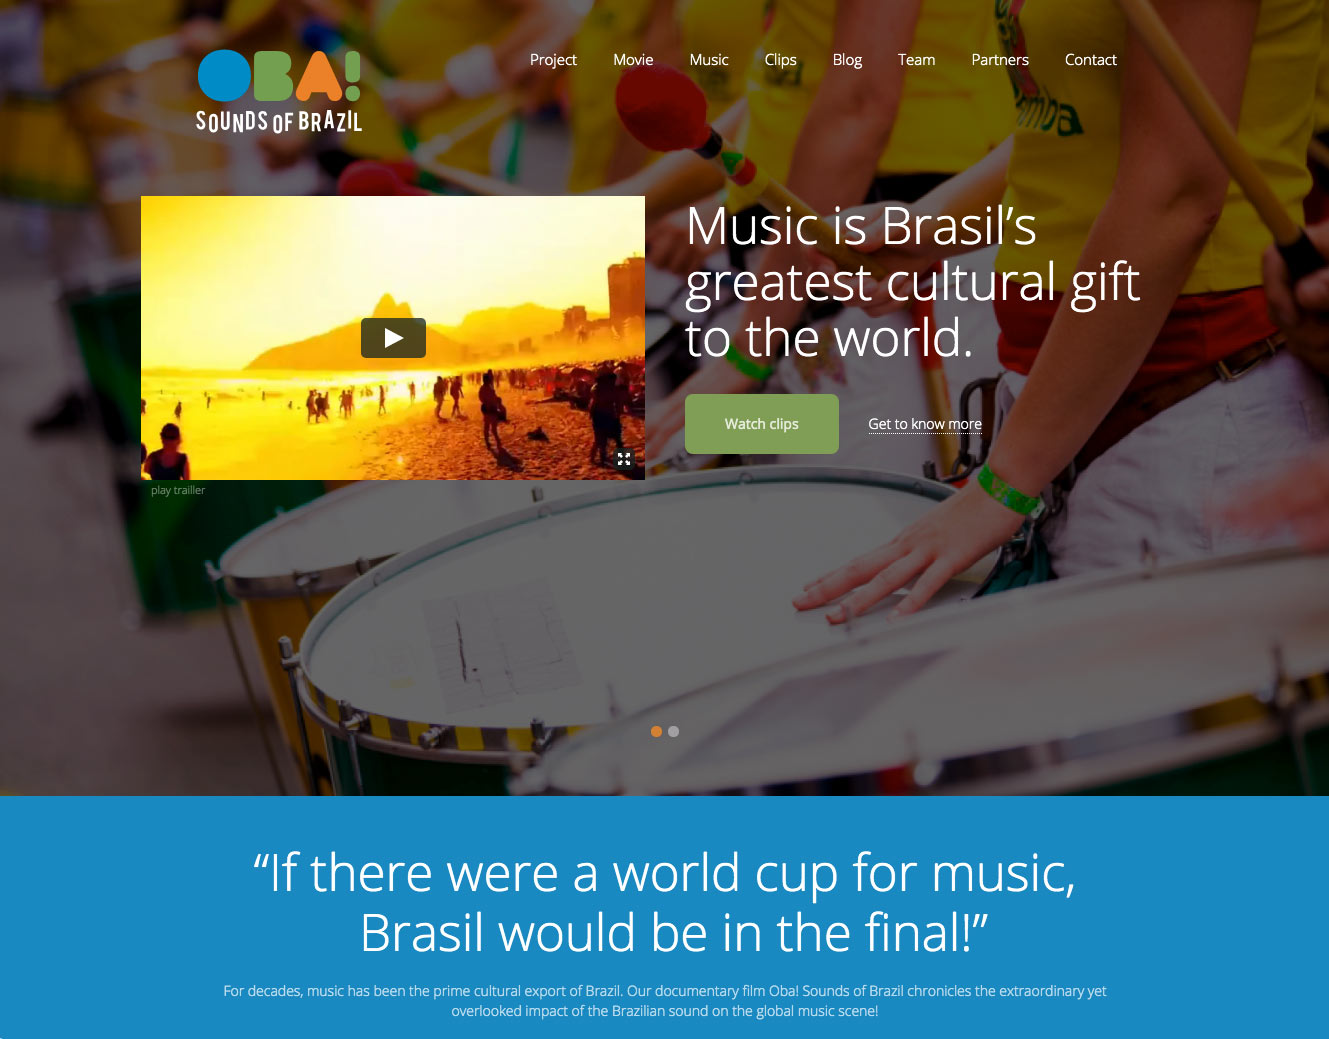 OBA!
SOUNDS OF BRAZIL
Project Movie Music Clips Blog Team Partners Contact
Music is Brasil’s
greatest cultural gift
to the world.
Watch clips Get to know more
play trailler
“If there were a world cup for music,
Brasil would be in the final!”
For decades, music has been the prime cultural export of Brazil. Our documentary film Oba! Sounds of Brazil chronicles the extraordinary yet
overlooked impact of the Brazilian sound on the global music scene!